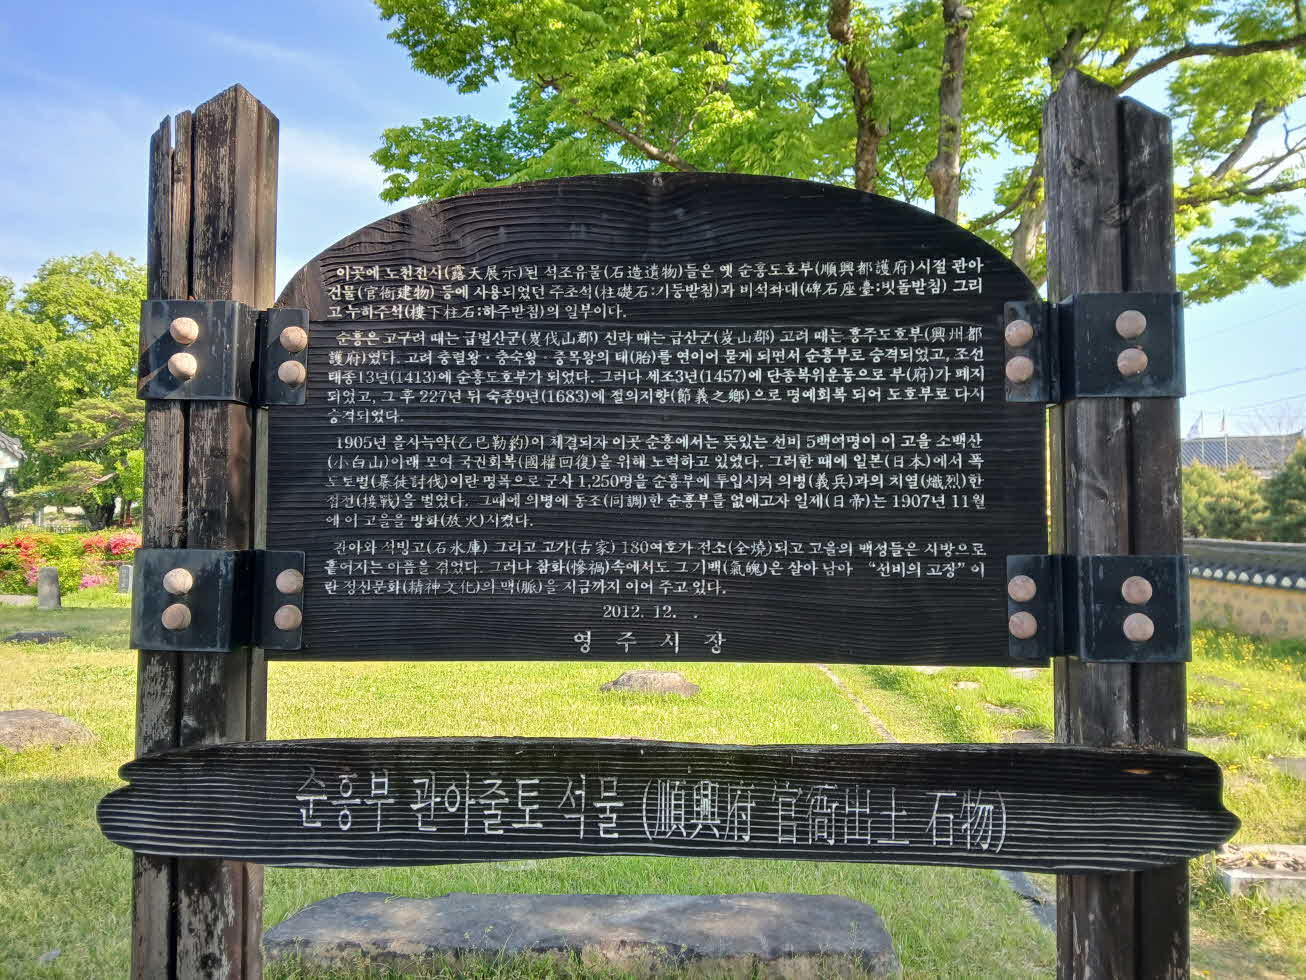 이곳에 노천전시(露天展示)된 석조유물(石造遺物)들은 옛 순흥도호부(順興都護府)시절 관아
건물(官衙建物) 등에 사용되었던 주초석(柱礎石:기둥받침)과 비석좌대(碑石座臺:빗돌받침) 그리
고 누하주석(樓下柱石:하주받침)의 일부이다.
순흥은 고구려 때는 급벌산군(岌伐山郡) 신라 때는 급산군(岌山郡) 고려 때는 흥주도호부(興州都
護府)였다. 고려 충렬왕·충숙왕·충목왕의 태(胎)를 연이어 묻게 되면서 순흥부로 승격되었고, 조선
태종13년(1413)에 순흥도호부가 되었다. 그러다 세조3년(1457)에 단종복위운동으로 부(府)가 폐지
되었고, 그 후 227년 뒤 숙종9년(1683)에 절의지향(節義之鄕)으로 명예회복 되어 도호부로 다시
승격되었다.
1905년 을사늑약(乙巳勒約)이 체결되자 이곳 순흥에서는 뜻있는 선비 5백여명이 이 고을 소백산
(小白山)아래 모여 국권회복(國權回復)을 위해 노력하고 있었다. 그러한 때에 일본(日本)에서 폭
도토벌(暴徒討伐)이란 명목으로 군사 1,250명을 순흥부에 투입시켜 의병(義兵)과의 치열(熾烈)한
접전(接戰)을 벌였다. 그때에 의병에 동조(同調)한 순흥부를 없애고자 일제(日帝)는 1907년 11월
에 이 고을을 방화(放火)시켰다.
관아와 석빙고(石氷庫) 그리고 고가(古家) 180여호가 전소(全燒)되고 고을의 백성들은 사방으로
흩어지는 아픔을 겪었다. 그러나 참화(慘禍)속에서도 그 기백(氣魄)은 살아 남아 “선비의 고장” 이
란 정신문화(精神文化)의 맥(脈)을 지금까지 이어 주고 있다.
2012. 12. .
영 주 시 장
순흥부 관아출토 석물 (順興府 官衙出土 石物)